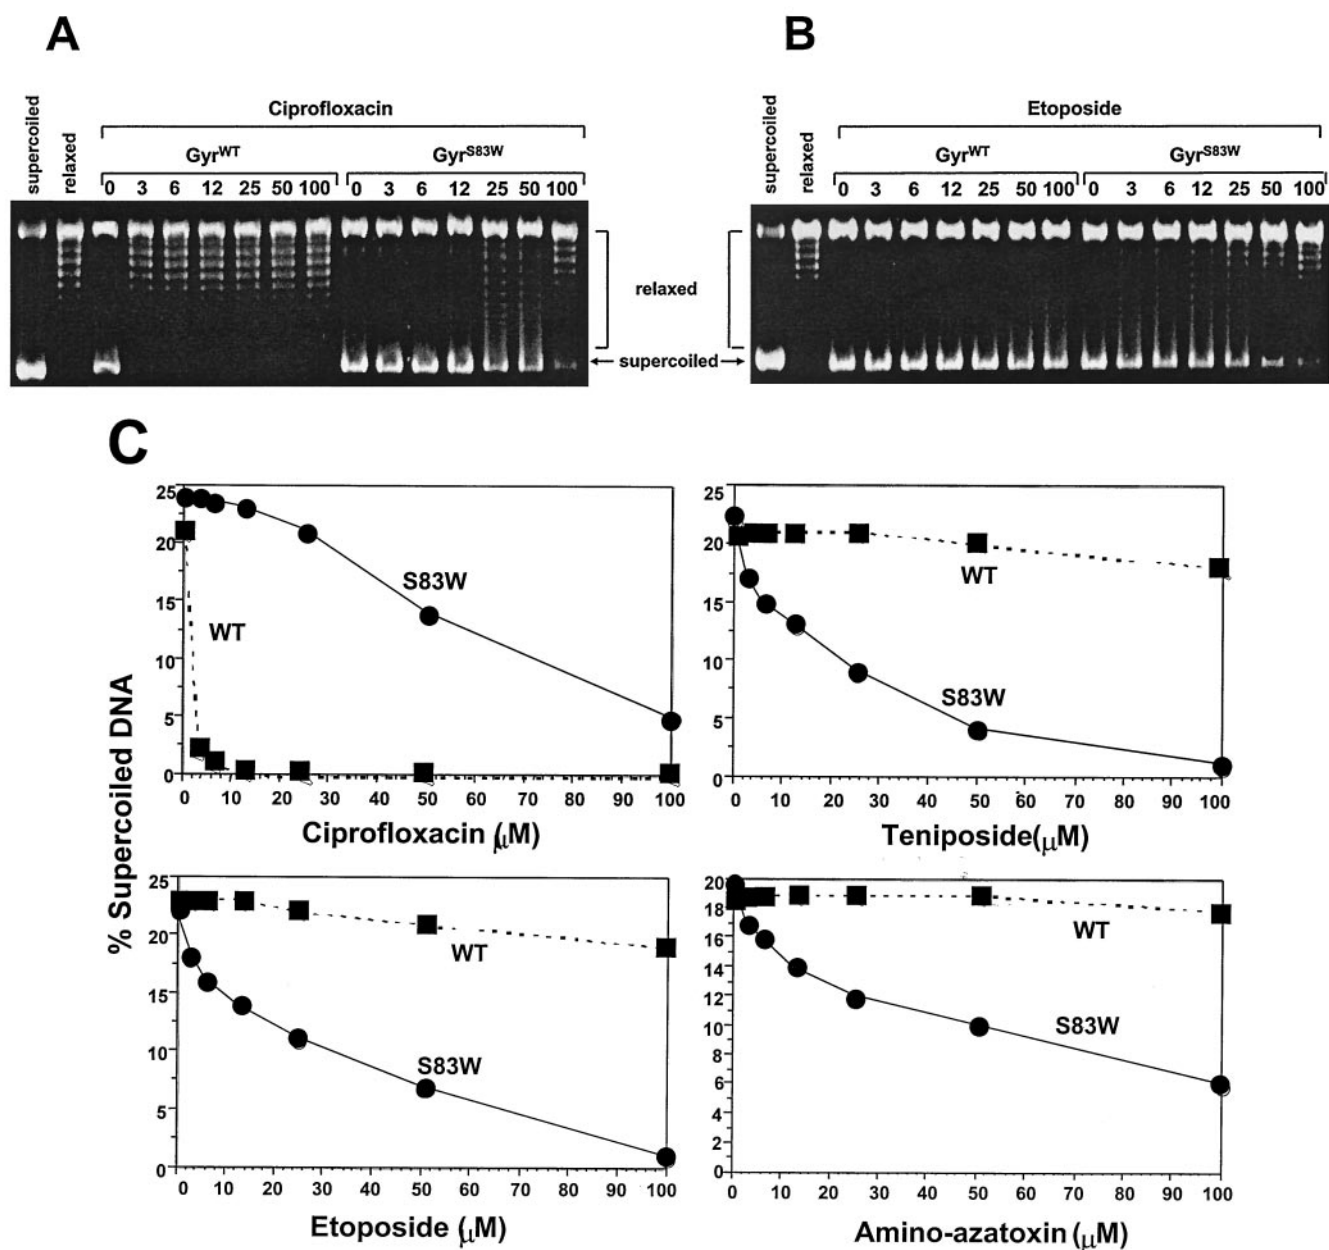 A
B
Ciprofloxacin
Etoposide
supercoiled
relaxed
Gyr^WT
Gyr^S83W
supercoiled
relaxed
Gyr^WT
Gyr^S83W
0 3 6 12 25 50 100 0 3 6 12 25 50 100
0 3 6 12 25 50 100 0 3 6 12 25 50 100
relaxed
supercoiled
C
% Supercoiled DNA
25
20
15
10
5
0
S83W
WT
0 10 20 30 40 50 60 70 80 90 100
Ciprofloxacin (μM)
25
20
15
10
5
0
WT
S83W
0 10 20 30 40 50 60 70 80 90 100
Teniposide(μM)
25
20
15
10
5
0
WT
S83W
0 10 20 30 40 50 60 70 80 90 100
Etoposide (μM)
20
18
16
14
12
10
8
6
4
2
0
WT
S83W
0 10 20 30 40 50 60 70 80 90 100
Amino-azatoxin (μM)